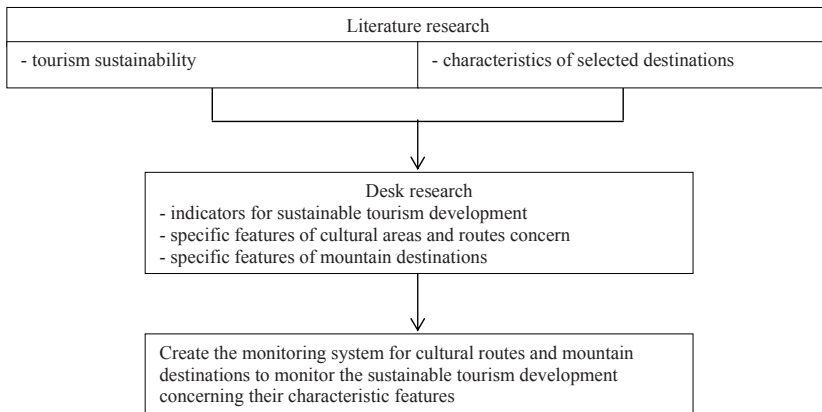 Literature research
- tourism sustainability
- characteristics of selected destinations
Desk research
- indicators for sustainable tourism development
- specific features of cultural areas and routes concern
- specific features of mountain destinations
Create the monitoring system for cultural routes and mountain
destinations to monitor the sustainable tourism development
concerning their characteristic features